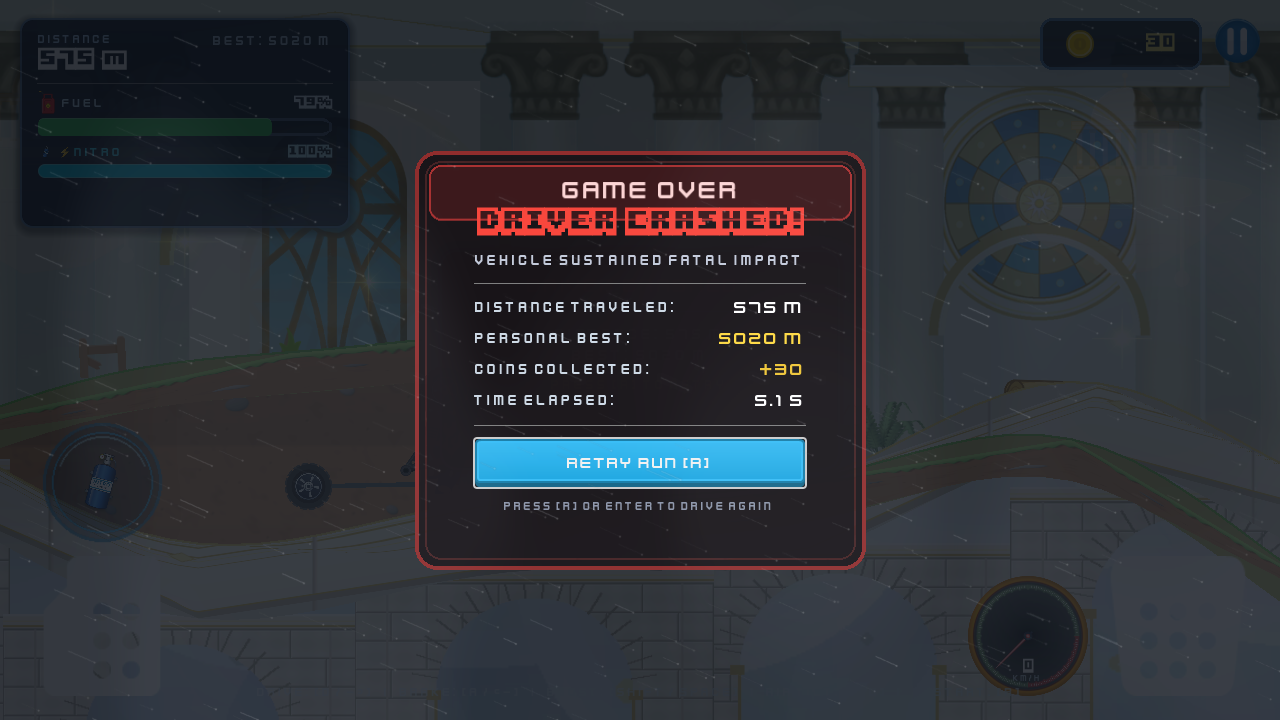 DISTANCE BEST: 5020 M
575 m
FUEL 79%
⚡NITRO 100%
30
GAME OVER
DRIVER CRASHED!
VEHICLE SUSTAINED FATAL IMPACT
DISTANCE TRAVELED: 575 M
PERSONAL BEST: 5020 M
COINS COLLECTED: +30
TIME ELAPSED: 5.1 S
RETRY RUN [R]
PRESS [R] OR ENTER TO DRIVE AGAIN
0
KM/H